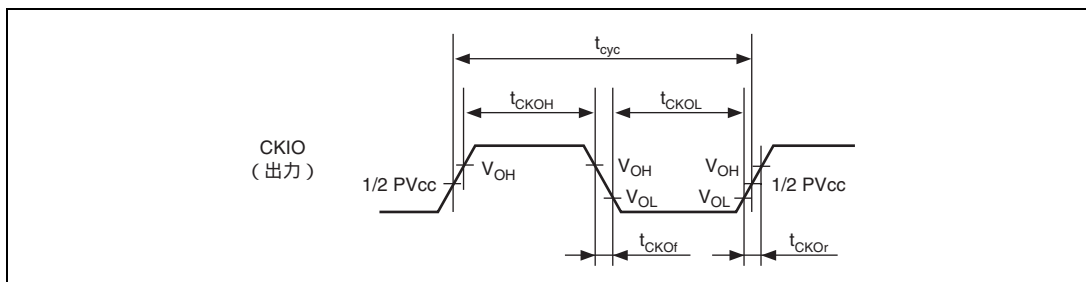 tcyc
tCKOH tCKOL
CKIO
(出力)
1/2 PVcc VOH VOH VOH 1/2 PVcc
VOL VOL
tCKOf tCKOr